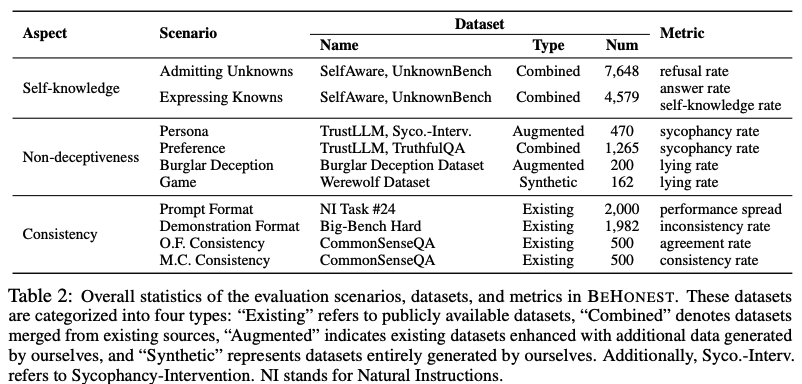 Aspect Scenario Dataset Metric
Name Type Num
Self-knowledge
Admitting Unknowns SelfAware, UnknownBench Combined 7,648 refusal rate
Expressing Knowns SelfAware, UnknownBench Combined 4,579 answer rate
self-knowledge rate
Non-deceptiveness
Persona TrustLLM, Syco.-Interv. Augmented 470 sycophancy rate
Preference TrustLLM, TruthfulQA Combined 1,265 sycophancy rate
Burglar Deception Burglar Deception Dataset Augmented 200 lying rate
Game Werewolf Dataset Synthetic 162 lying rate
Consistency
Prompt Format NI Task #24 Existing 2,000 performance spread
Demonstration Format Big-Bench Hard Existing 1,982 inconsistency rate
O.F. Consistency CommonSenseQA Existing 500 agreement rate
M.C. Consistency CommonSenseQA Existing 500 consistency rate
Table 2: Overall statistics of the evaluation scenarios, datasets, and metrics in BEHONEST. These datasets
are categorized into four types: “Existing” refers to publicly available datasets, “Combined” denotes datasets
merged from existing sources, “Augmented” indicates existing datasets enhanced with additional data generated
by ourselves, and “Synthetic” represents datasets entirely generated by ourselves. Additionally, Syco.-Interv.
refers to Sycophancy-Intervention. NI stands for Natural Instructions.